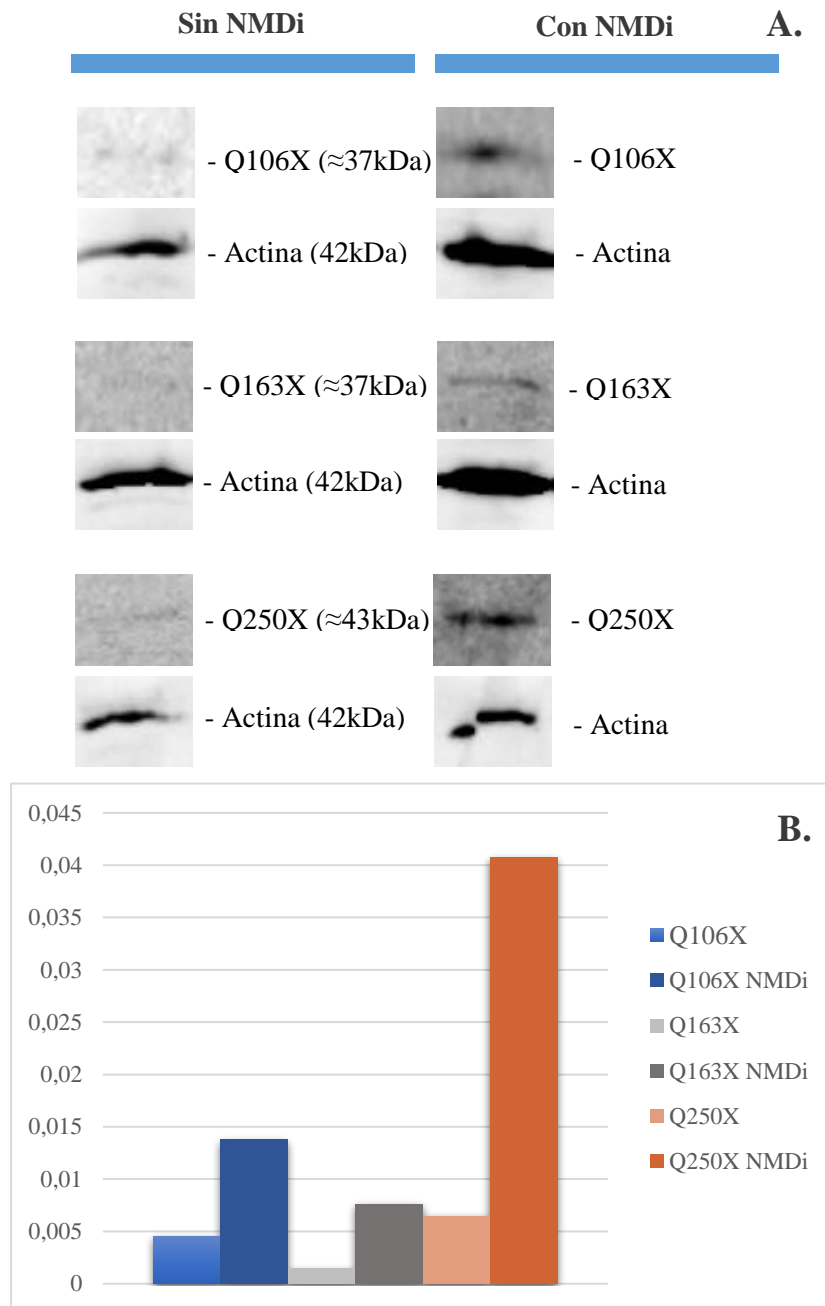 Sin NMDi
Con NMDi
A.
- Q106X (≈37kDa)
- Q106X
- Actina (42kDa)
- Actina
- Q163X (≈37kDa)
- Q163X
- Actina (42kDa)
- Actina
- Q250X (≈43kDa)
- Q250X
- Actina (42kDa)
- Actina
B.
0,045
0,04
0,035
0,03
0,025
0,02
0,015
0,01
0,005
0
Q106X
Q106X NMDi
Q163X
Q163X NMDi
Q250X
Q250X NMDi